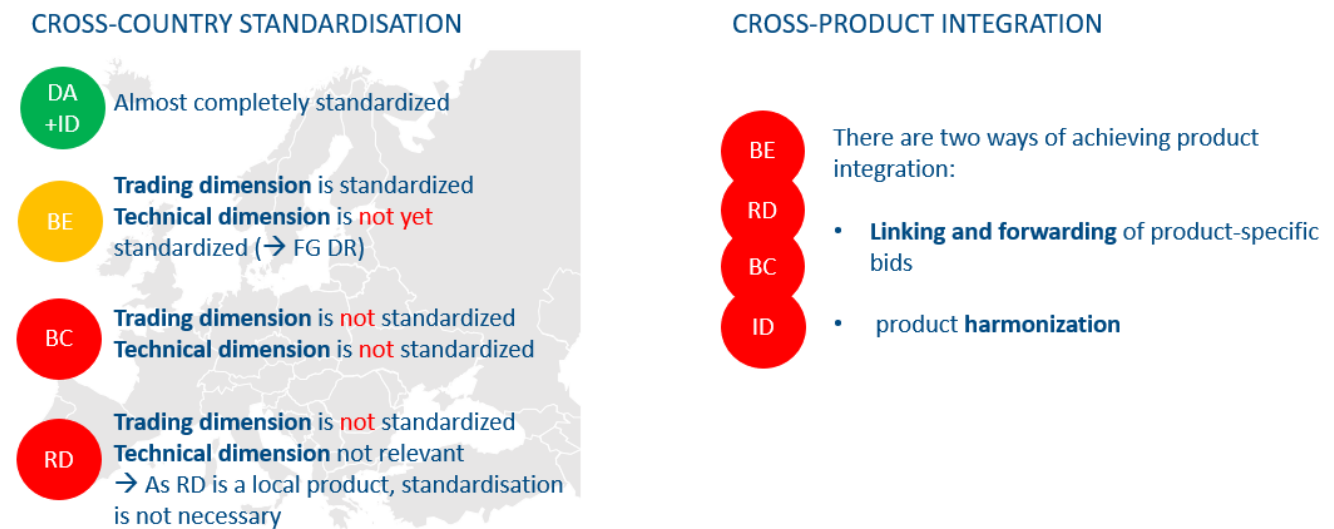 CROSS-COUNTRY STANDARDISATION
DA
+ID
Almost completely standardized
BE
Trading dimension is standardized
Technical dimension is not yet
standardized (→ FG DR)
BC
Trading dimension is not standardized
Technical dimension is not standardized
RD
Trading dimension is not standardized
Technical dimension not relevant
→ As RD is a local product, standardisation
is not necessary
CROSS-PRODUCT INTEGRATION
BE
RD
BC
ID
There are two ways of achieving product
integration:
• Linking and forwarding of product-specific
bids
• product harmonization